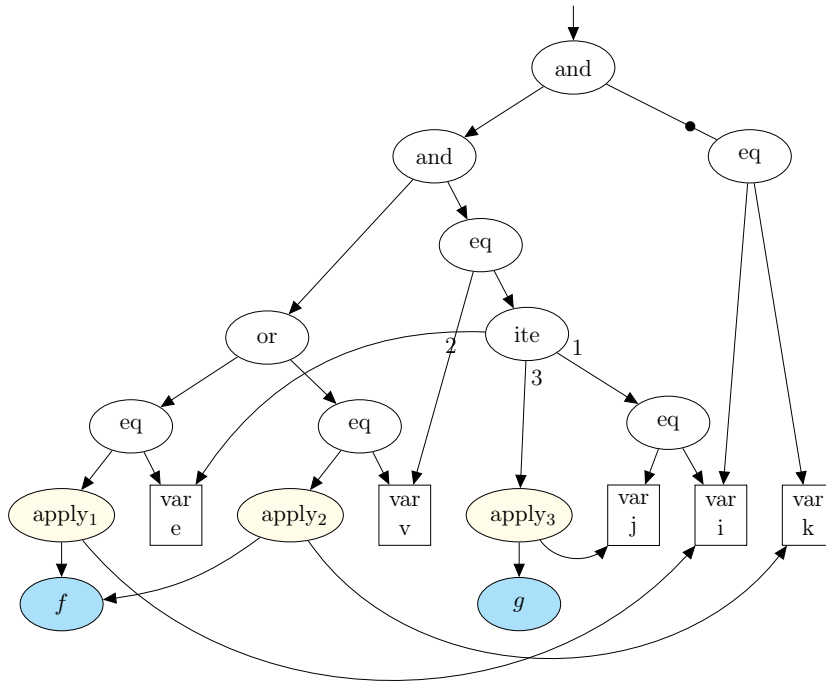 and
and
eq
eq
or
ite
2
1
3
eq
eq
eq
apply1
var
e
apply2
var
v
apply3
var
j
var
i
var
k
f
g